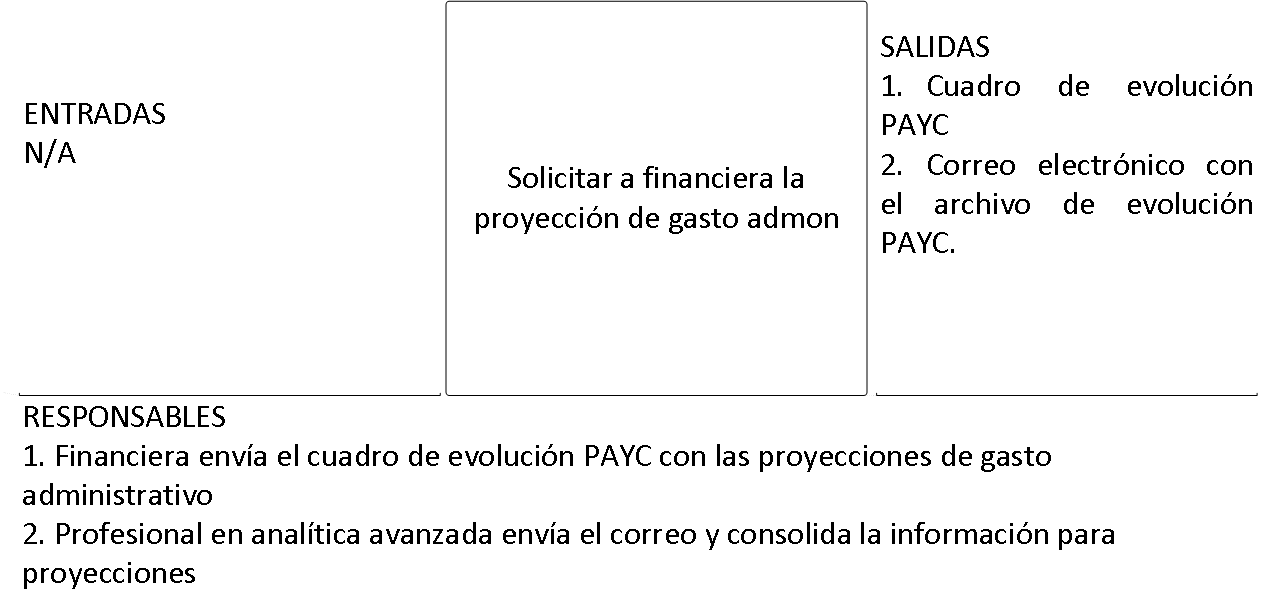 ENTRADAS
N/A
Solicitar a financiera la
proyección de gasto admon
SALIDAS
1. Cuadro de evolución
PAYC
2. Correo electrónico con
el archivo de evolución
PAYC.
RESPONSABLES
1. Financiera envía el cuadro de evolución PAYC con las proyecciones de gasto
administrativo
2. Profesional en analítica avanzada envía el correo y consolida la información para
proyecciones